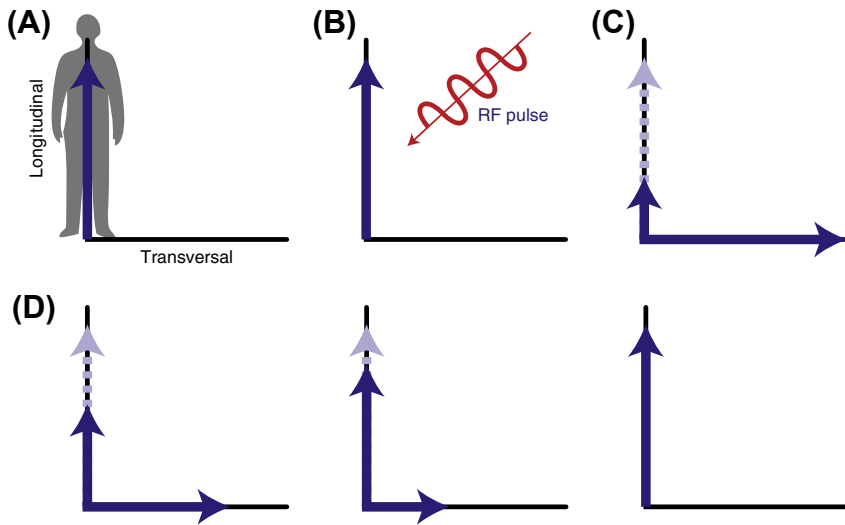 (A)
(B)
(C)
Longitudinal
RF pulse
Transversal
(D)